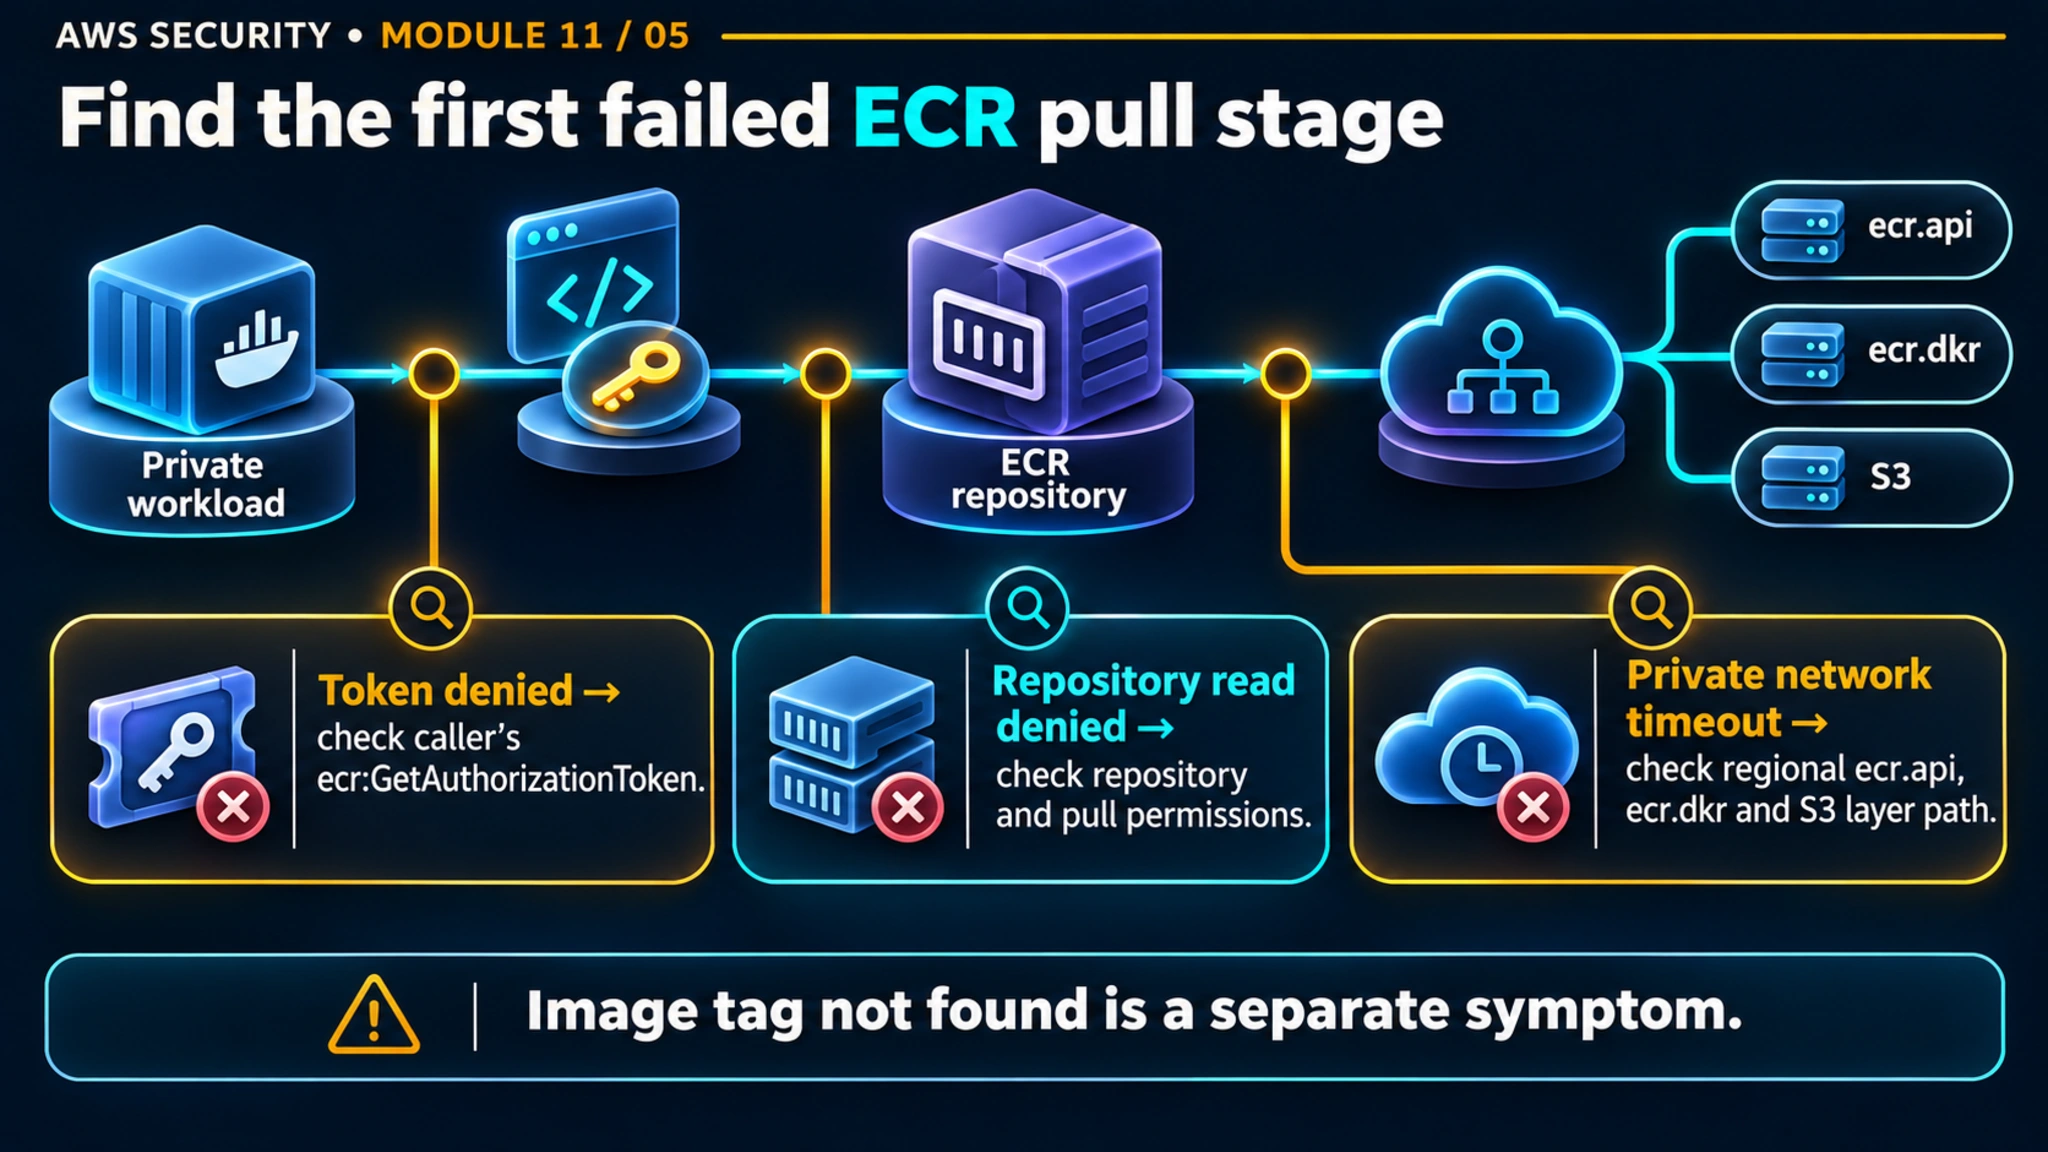 AWS SECURITY • MODULE 11 / 05
Find the first failed ECR pull stage
Private
workload
ECR
repository
ecr.api
ecr.dkr
S3
Token denied →
check caller's
ecr:GetAuthorizationToken.
Repository read
denied →
check repository
and pull permissions.
Private network
timeout →
check regional ecr.api,
ecr.dkr and S3 layer path.
Image tag not found is a separate symptom.